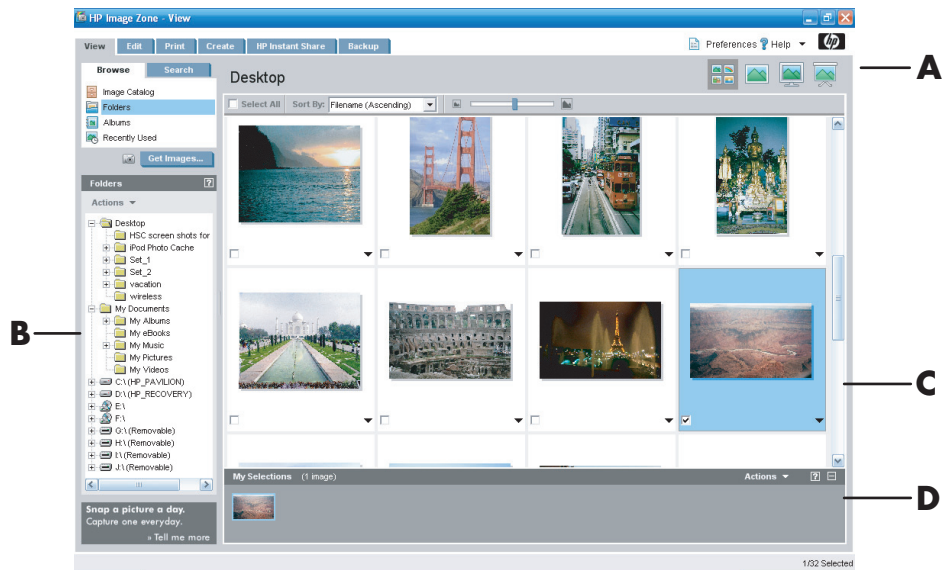 HP Image Zone - View
View Edit Print Create HP Instant Share Backup
Preferences ? Help
hp
A
Browse Search
Desktop
Image Catalog
Folders
Albums
Recently Used
Select All Sort By: Filename (Ascending)
Get Images...
Folders ?
Actions
Desktop
HSC screen shots for
iPod Photo Cache
Set_1
Set_2
vacation
wireless
My Documents
My Albums
My eBooks
My Music
My Pictures
My Videos
C:\ (HP_PAVILION)
D:\ (HP_RECOVERY)
E:\
F:\
G:\ (Removable)
H:\ (Removable)
I:\ (Removable)
J:\ (Removable)
B
C
My Selections (1 image) Actions ?
D
Snap a picture a day.
Capture one everyday.
» Tell me more
1/32 Selected